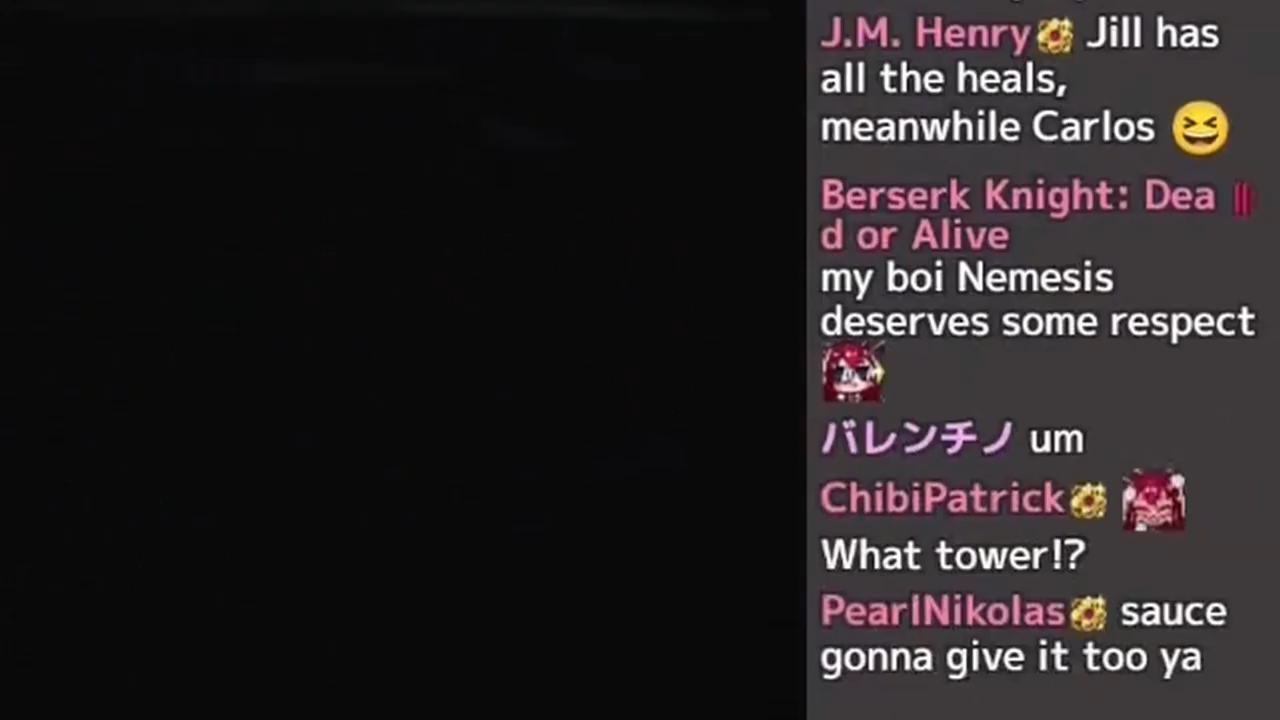 J.M. Henry Jill has
all the heals,
meanwhile Carlos
Berserk Knight: Dea
d or Alive
my boi Nemesis
deserves some respect
バレンチノ um
ChibiPatrick
What tower!?
PearlNikolas sauce
gonna give it too ya